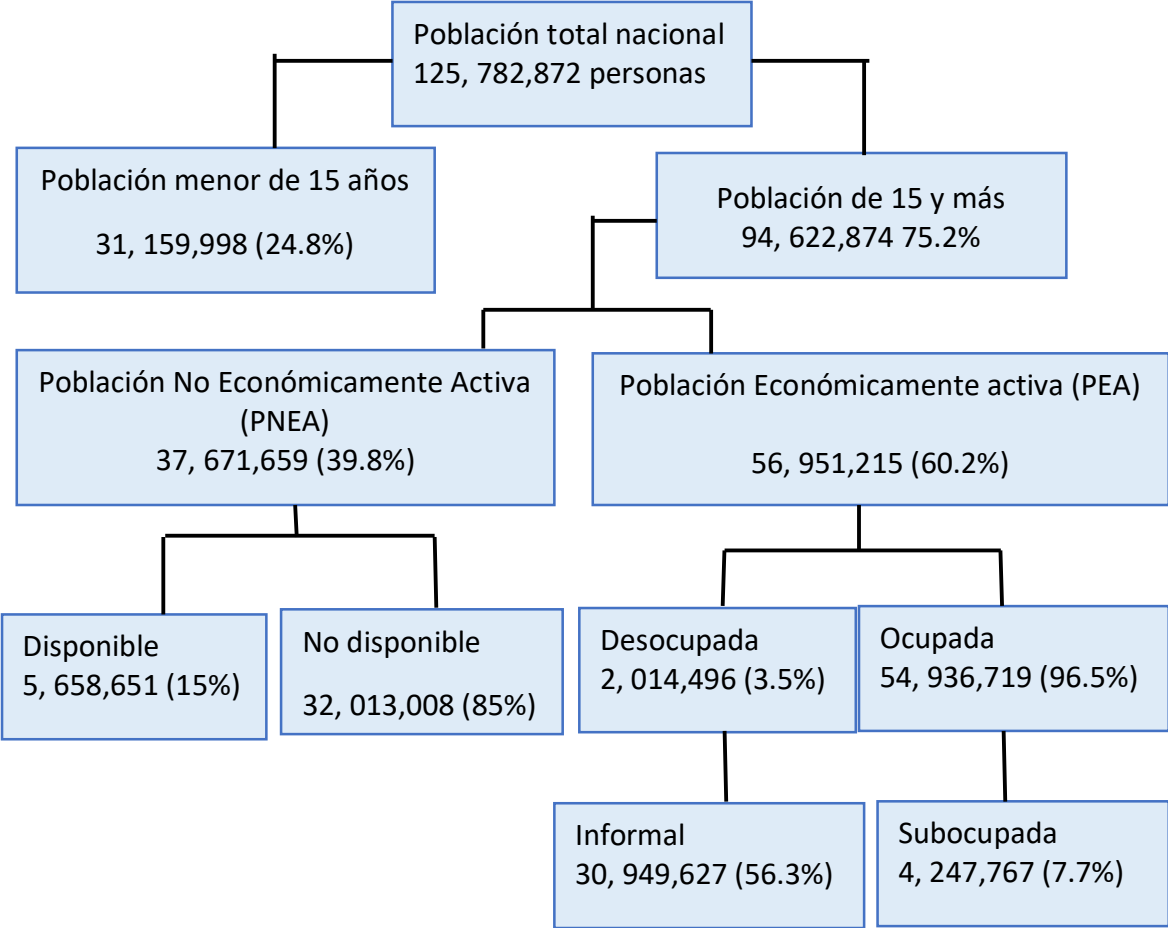 Población total nacional
125, 782,872 personas
Población menor de 15 años
31, 159,998 (24.8%)
Población de 15 y más
94, 622,874 75.2%
Población No Económicamente Activa
(PNEA)
37, 671,659 (39.8%)
Población Económicamente activa (PEA)
56, 951,215 (60.2%)
Disponible
5, 658,651 (15%)
No disponible
32, 013,008 (85%)
Desocupada
2, 014,496 (3.5%)
Ocupada
54, 936,719 (96.5%)
Informal
30, 949,627 (56.3%)
Subocupada
4, 247,767 (7.7%)